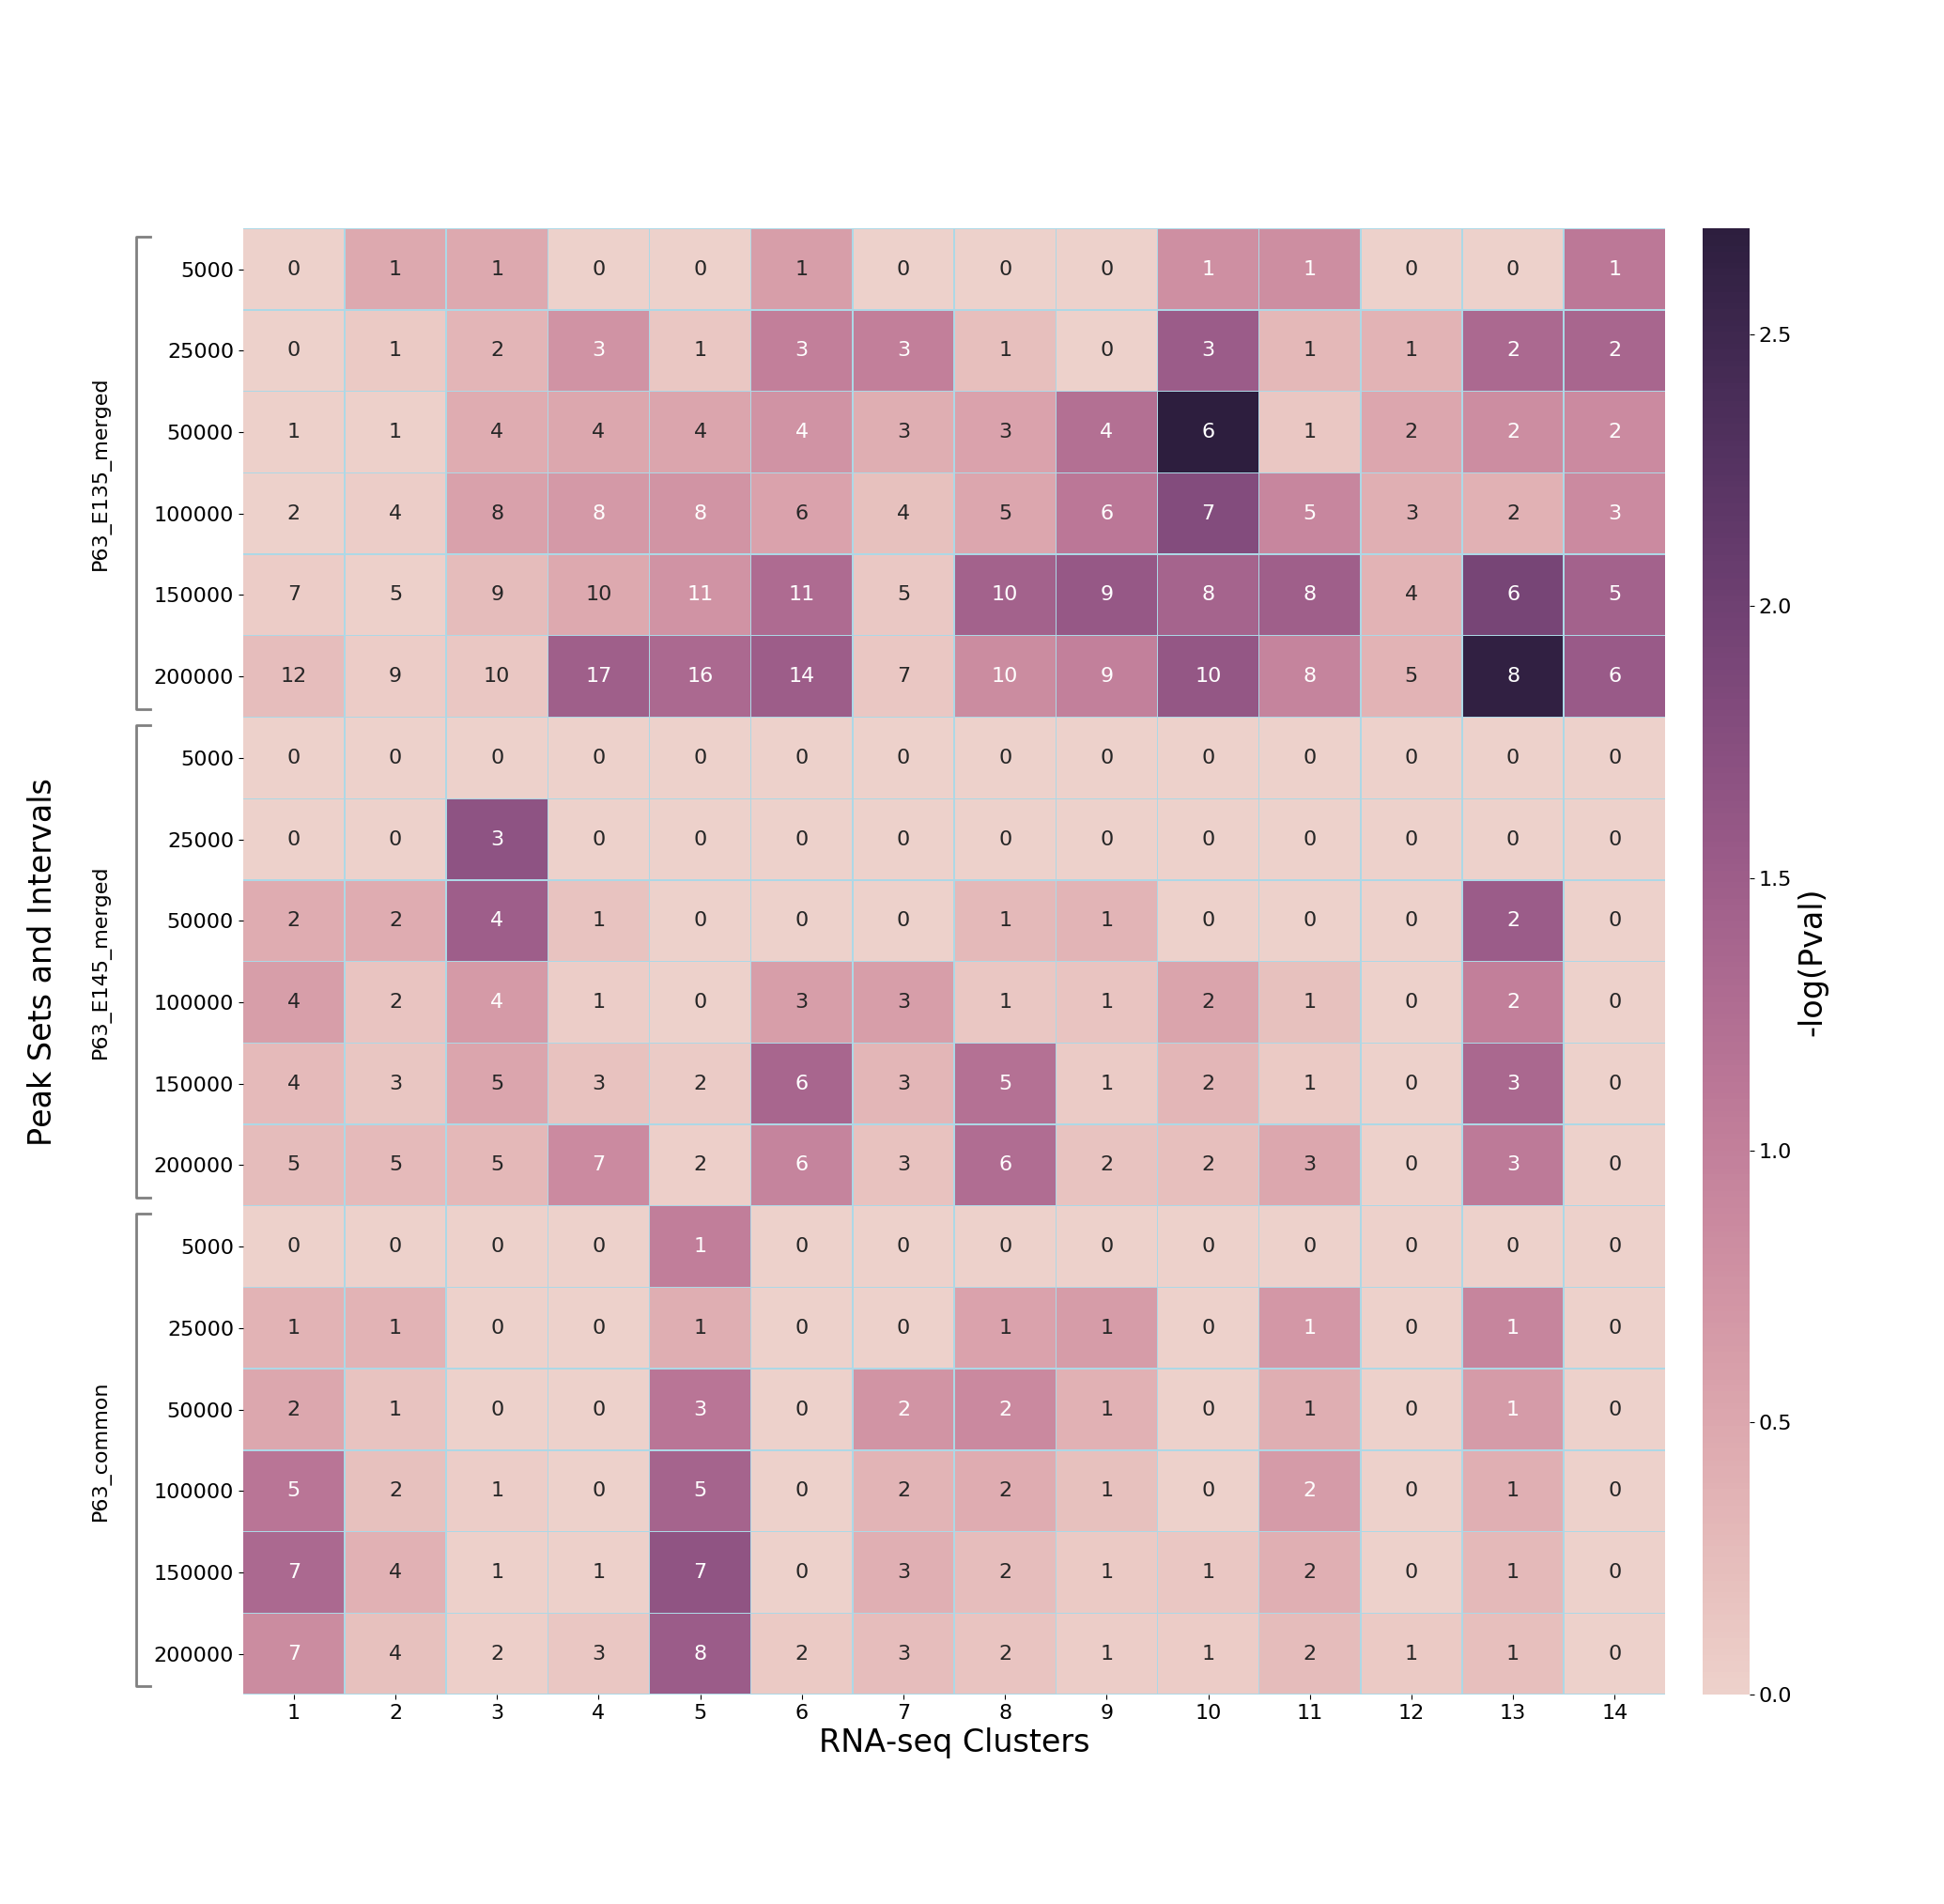 Peak Sets and Intervals
P63_E135_merged
5000 0 1 1 0 0 1 0 0 0 1 1 0 0 1
25000 0 1 2 3 1 3 3 1 0 3 1 1 2 2
50000 1 1 4 4 4 4 3 3 4 6 1 2 2 2
100000 2 4 8 8 8 6 4 5 6 7 5 3 2 3
150000 7 5 9 10 11 11 5 10 9 8 8 4 6 5
200000 12 9 10 17 16 14 7 10 9 10 8 5 8 6
P63_E145_merged
5000 0 0 0 0 0 0 0 0 0 0 0 0 0 0
25000 0 0 3 0 0 0 0 0 0 0 0 0 0 0
50000 2 2 4 1 0 0 0 1 1 0 0 0 2 0
100000 4 2 4 1 0 3 3 1 1 2 1 0 2 0
150000 4 3 5 3 2 6 3 5 1 2 1 0 3 0
200000 5 5 5 7 2 6 3 6 2 2 3 0 3 0
P63_common
5000 0 0 0 0 1 0 0 0 0 0 0 0 0 0
25000 1 1 0 0 1 0 0 1 1 0 1 0 1 0
50000 2 1 0 0 3 0 2 2 1 0 1 0 1 0
100000 5 2 1 0 5 0 2 2 1 0 2 0 1 0
150000 7 4 1 1 7 0 3 2 1 1 2 0 1 0
200000 7 4 2 3 8 2 3 2 1 1 2 1 1 0
1 2 3 4 5 6 7 8 9 10 11 12 13 14
RNA-seq Clusters
2.5
2.0
1.5
1.0
0.5
0.0
-log(Pval)